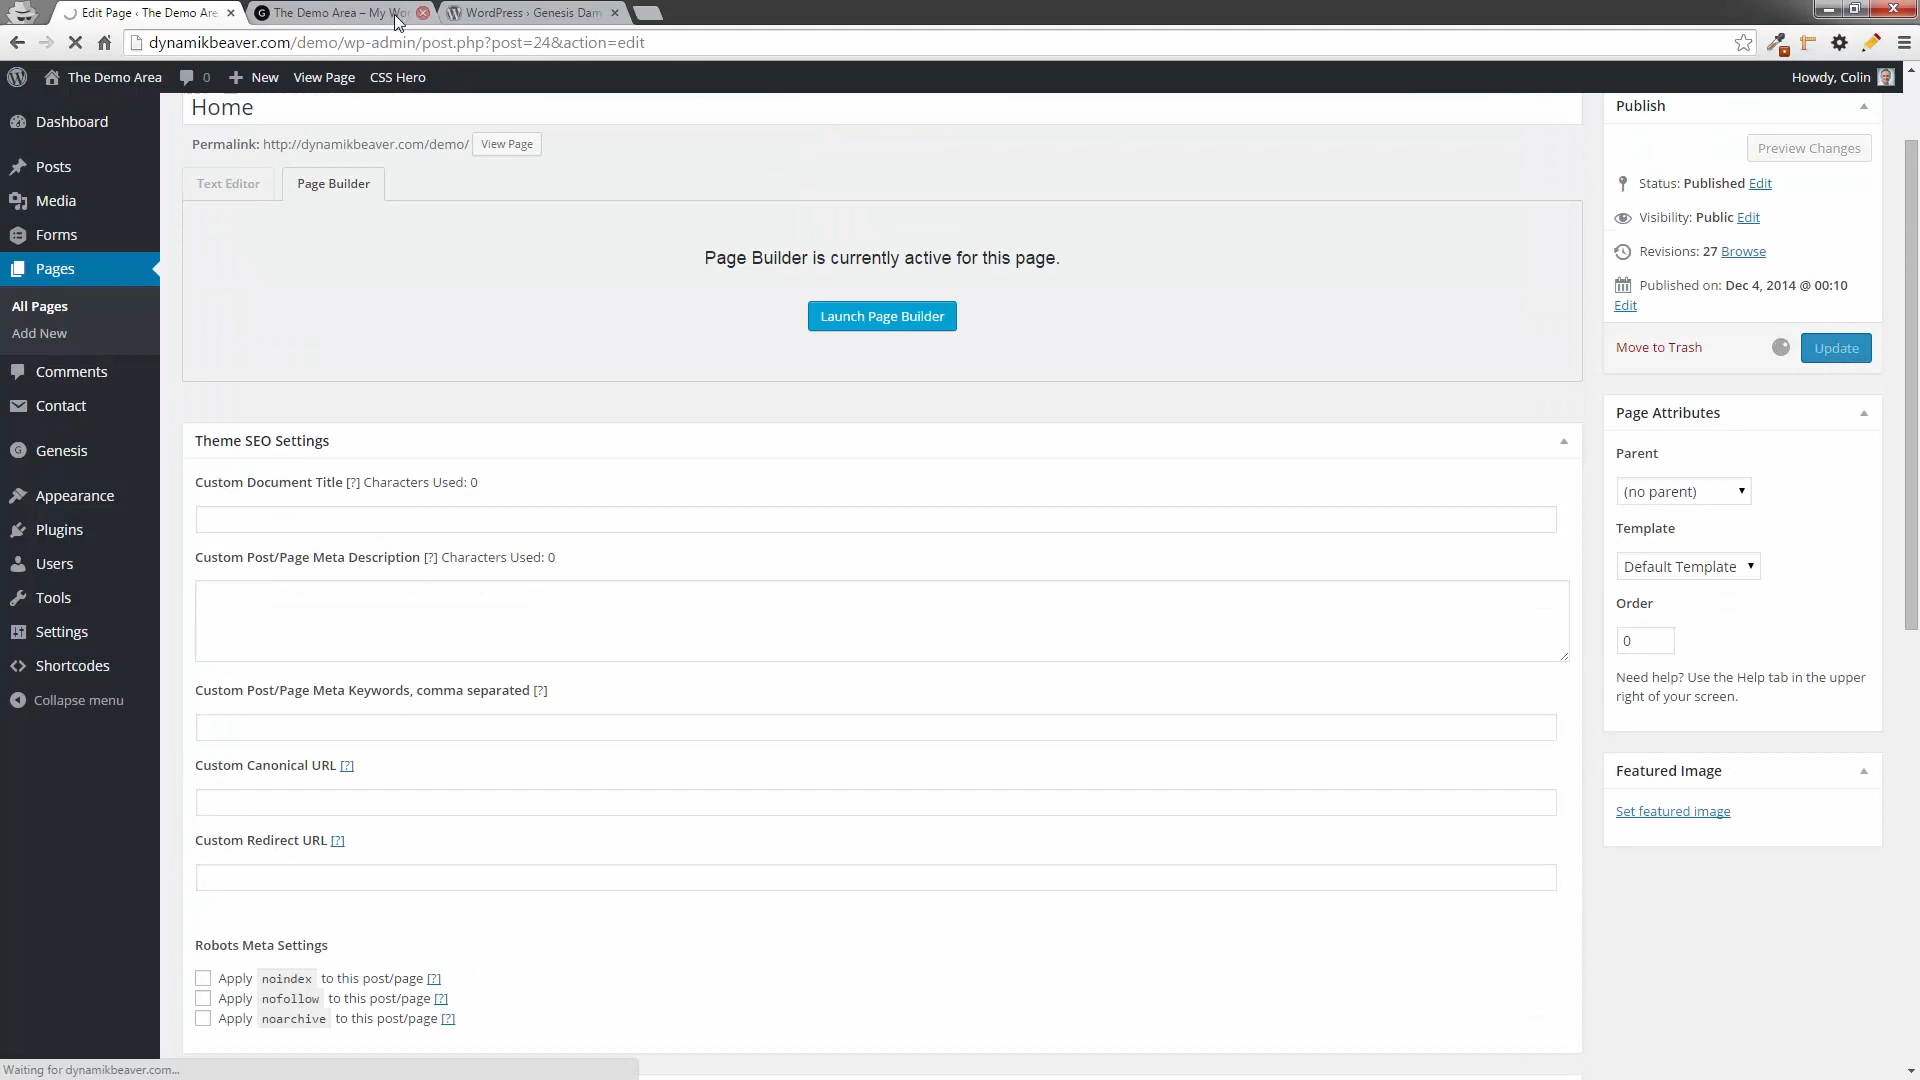 Edit Page ‹ The Demo Are
The Demo Area – My Wor
WordPress › Genesis Dam
dynamikbeaver.com/demo/wp-admin/post.php?post=24&action=edit
The Demo Area
0
New
View Page
CSS Hero
Howdy, Colin
Dashboard
Posts
Media
Forms
Pages
All Pages
Add New
Comments
Contact
Genesis
Appearance
Plugins
Users
Tools
Settings
Shortcodes
Collapse menu
Home
Permalink: http://dynamikbeaver.com/demo/ View Page
Text Editor
Page Builder
Page Builder is currently active for this page.
Launch Page Builder
Theme SEO Settings
Custom Document Title [?] Characters Used: 0
Custom Post/Page Meta Description [?] Characters Used: 0
Custom Post/Page Meta Keywords, comma separated [?]
Custom Canonical URL [?]
Custom Redirect URL [?]
Robots Meta Settings
Apply noindex to this post/page [?]
Apply nofollow to this post/page [?]
Apply noarchive to this post/page [?]
Publish
Preview Changes
Status: Published Edit
Visibility: Public Edit
Revisions: 27 Browse
Published on: Dec 4, 2014 @ 00:10
Edit
Move to Trash
Update
Page Attributes
Parent
(no parent)
Template
Default Template
Order
0
Need help? Use the Help tab in the upper
right of your screen.
Featured Image
Set featured image
Waiting for dynamikbeaver.com...